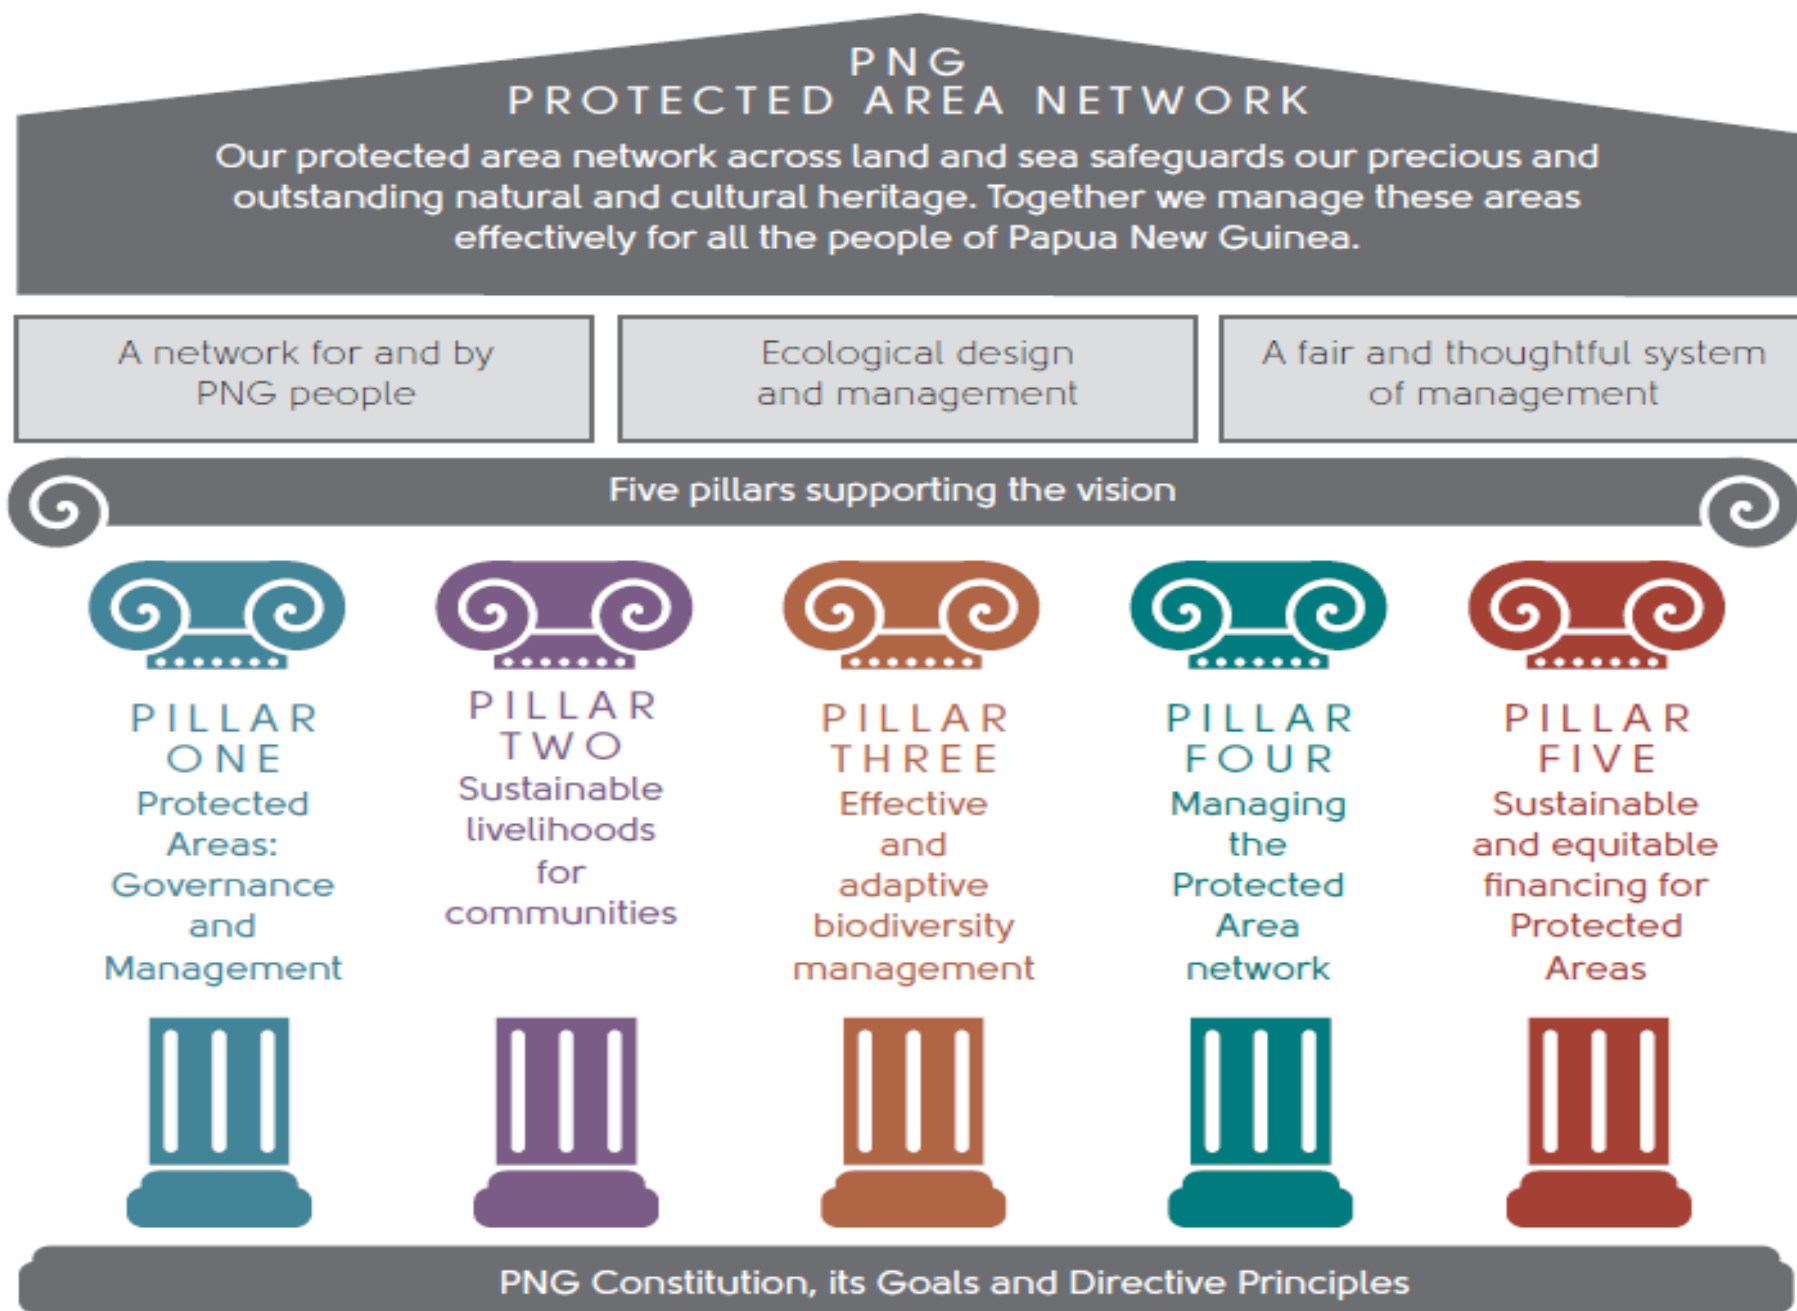 PNG
PROTECTED AREA NETWORK
Our protected area network across land and sea safeguards our precious and
outstanding natural and cultural heritage. Together we manage these areas
effectively for all the people of Papua New Guinea.
A network for and by
PNG people
Ecological design
and management
A fair and thoughtful system
of management
Five pillars supporting the vision
PILLAR
ONE
Protected
Areas:
Governance
and
Management
PILLAR
TWO
Sustainable
livelihoods
for
communities
PILLAR
THREE
Effective
and
adaptive
biodiversity
management
PILLAR
FOUR
Managing
the
Protected
Area
network
PILLAR
FIVE
Sustainable
and equitable
financing for
Protected
Areas
PNG Constitution, its Goals and Directive Principles